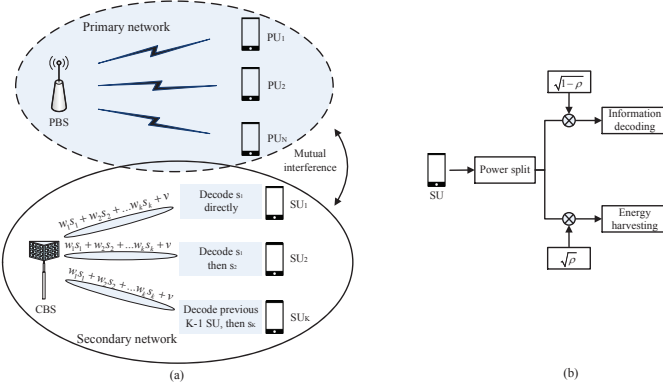 Primary network
PBS
PU1
PU2
PUN
Mutual
interference
w1s1 + w2s2 + ...wksk + v
Decode s1
directly
SU1
w1s1 + w2s2 + ...wksk + v
Decode s1
then s2
SU2
w1s1 + w2s2 + ...wksk + v
Decode previous
K-1 SU, then sK
SUK
CBS
Secondary network
(a)
√1−ρ
Information
decoding
SU
Power split
Energy
harvesting
√ρ
(b)